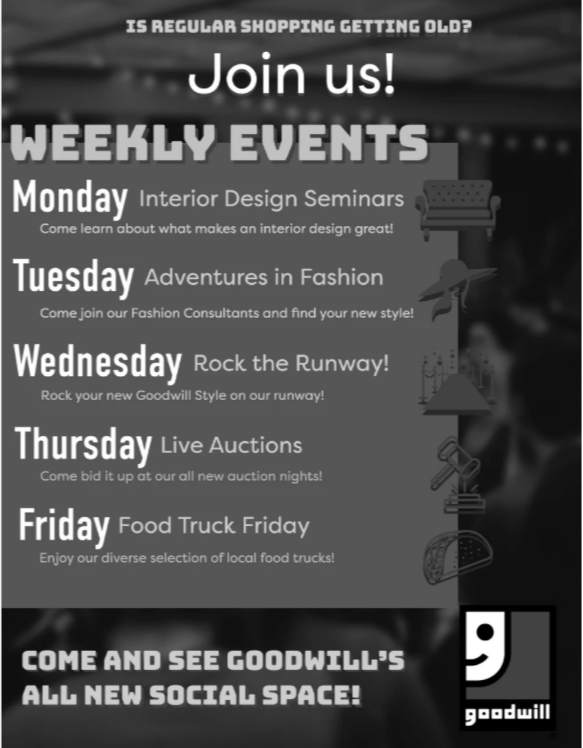 IS REGULAR SHOPPING GETTING OLD?
Join us!
WEEKLY EVENTS
Monday Interior Design Seminars
Come learn about what makes an interior design great!
Tuesday Adventures in Fashion
Come join our Fashion Consultants and find your new style!
Wednesday Rock the Runway!
Rock your new Goodwill Style on our runway!
Thursday Live Auctions
Come bid it up at our all new auction nights!
Friday Food Truck Friday
Enjoy our diverse selection of local food trucks!
COME AND SEE GOODWILL'S
ALL NEW SOCIAL SPACE!
goodwill